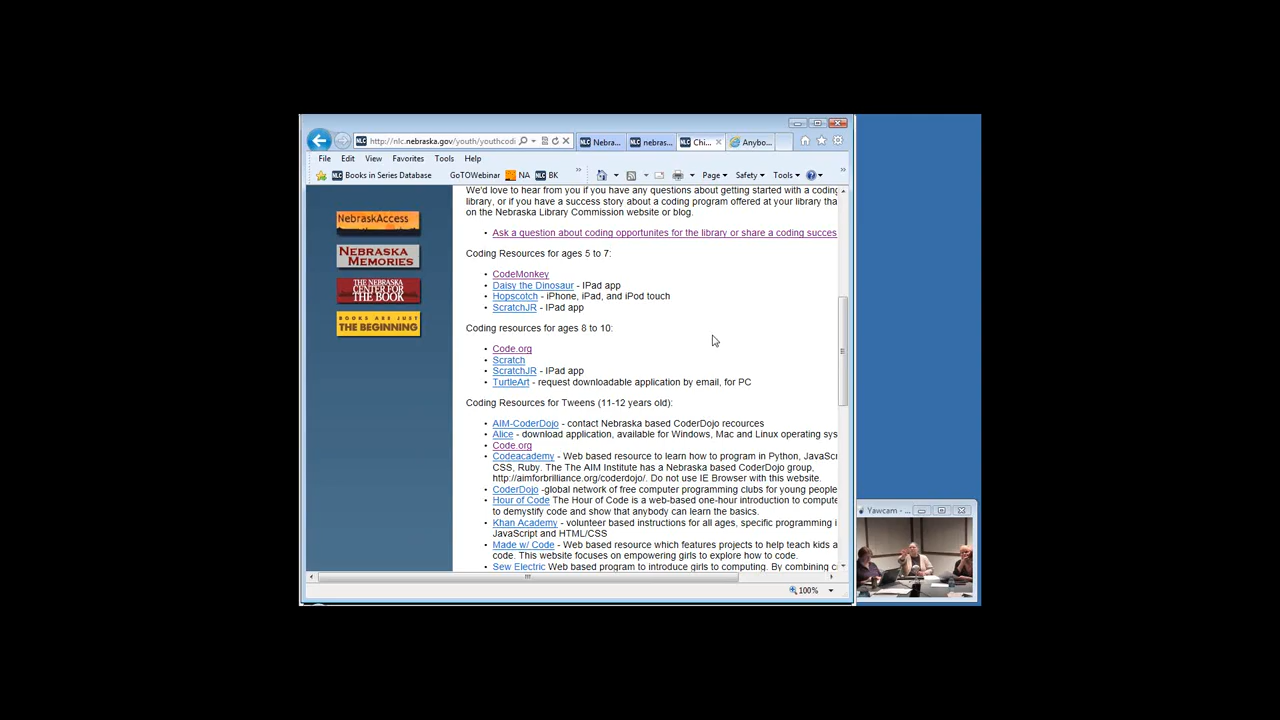 http://nlc.nebraska.gov/youth/youthcodi
Nebra...
nebras...
Chi...
Anybo...
File Edit View Favorites Tools Help
Books in Series Database GoTOWebinar NA BK Page Safety Tools
We'd love to hear from you if you have any questions about getting started with a coding
library, or if you have a success story about a coding program offered at your library tha
on the Nebraska Library Commission website or blog.
• Ask a question about coding opportunites for the library or share a coding succes
Coding Resources for ages 5 to 7:
• CodeMonkey
• Daisy the Dinosaur - IPad app
• Hopscotch - iPhone, iPad, and iPod touch
• ScratchJR - IPad app
Coding resources for ages 8 to 10:
• Code.org
• Scratch
• ScratchJR - IPad app
• TurtleArt - request downloadable application by email, for PC
Coding Resources for Tweens (11-12 years old):
• AIM-CoderDojo - contact Nebraska based CoderDojo recources
• Alice - download application, available for Windows, Mac and Linux operating sys
• Code.org
• Codeacademy - Web based resource to learn how to program in Python, JavaScr
CSS, Ruby. The The AIM Institute has a Nebraska based CoderDojo group,
http://aimforbrilliance.org/coderdojo/. Do not use IE Browser with this website.
• CoderDojo -global network of free computer programming clubs for young people
• Hour of Code The Hour of Code is a web-based one-hour introduction to compute
to demystify code and show that anybody can learn the basics.
• Khan Academy - volunteer based instructions for all ages, specific programming i
JavaScript and HTML/CSS
• Made w/ Code - Web based resource which features projects to help teach kids a
code. This website focuses on empowering girls to explore how to code.
• Sew Electric Web based program to introduce girls to computing. By combining c
NebraskAccess
NEBRASKA
MEMORIES
THE NEBRASKA
CENTER FOR
THE BOOK
BOOKS ARE JUST
THE BEGINNING
100%
Yawcam - ...